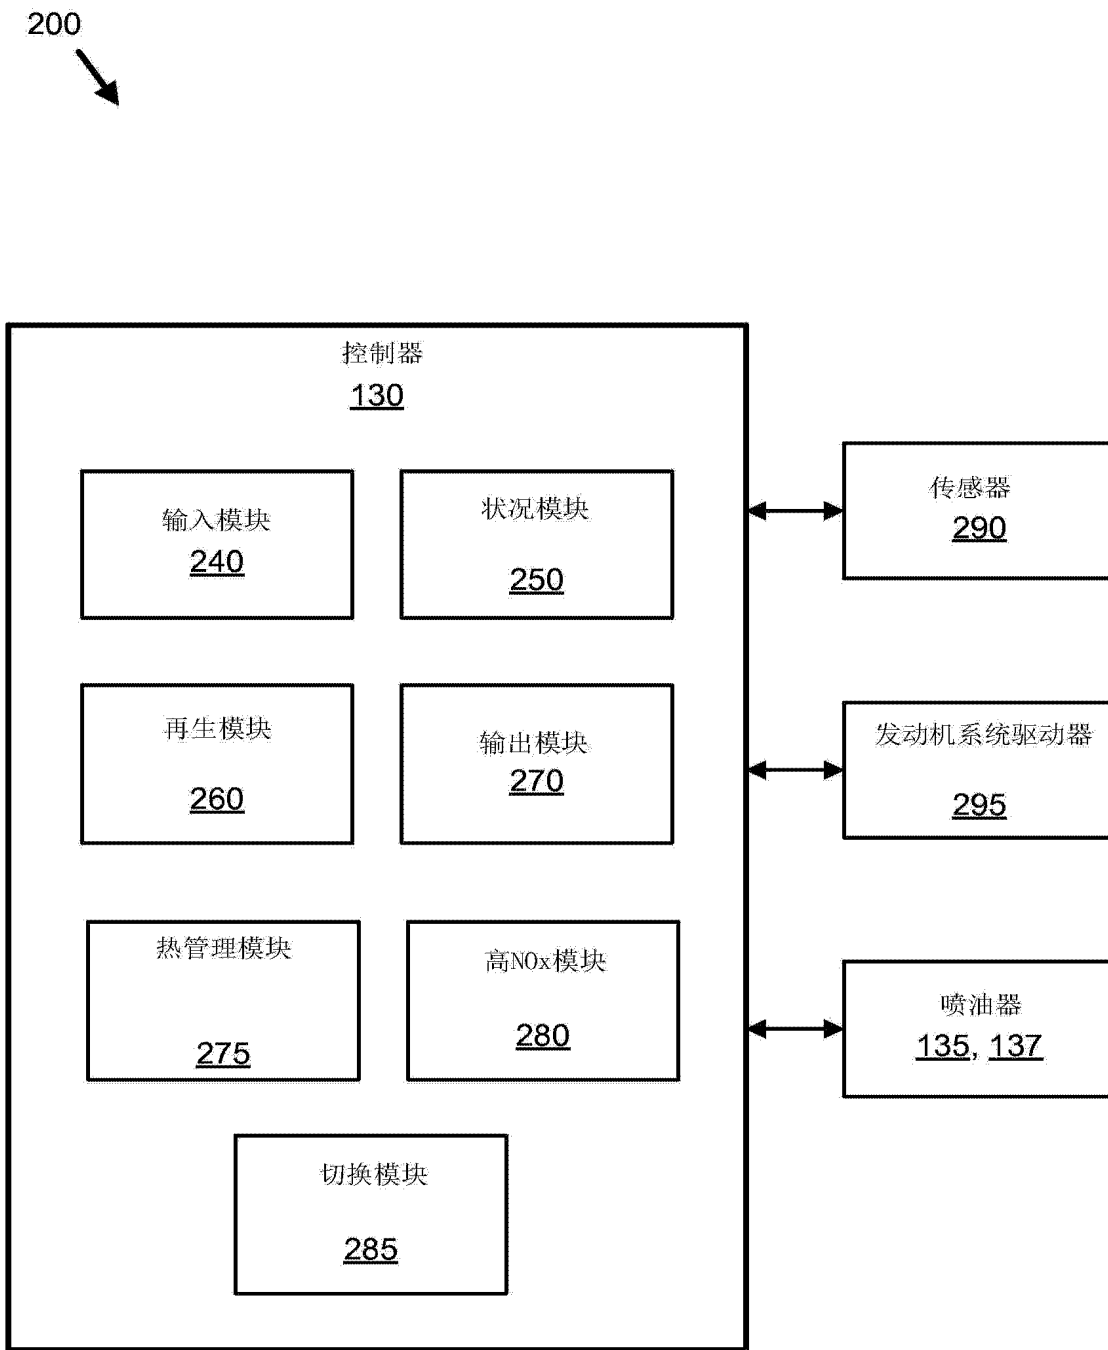 200
控制器
130
输入模块
240
状况模块
250
再生模块
260
输出模块
270
热管理模块
275
高NOx模块
280
切换模块
285
传感器
290
发动机系统驱动器
295
喷油器
135, 137